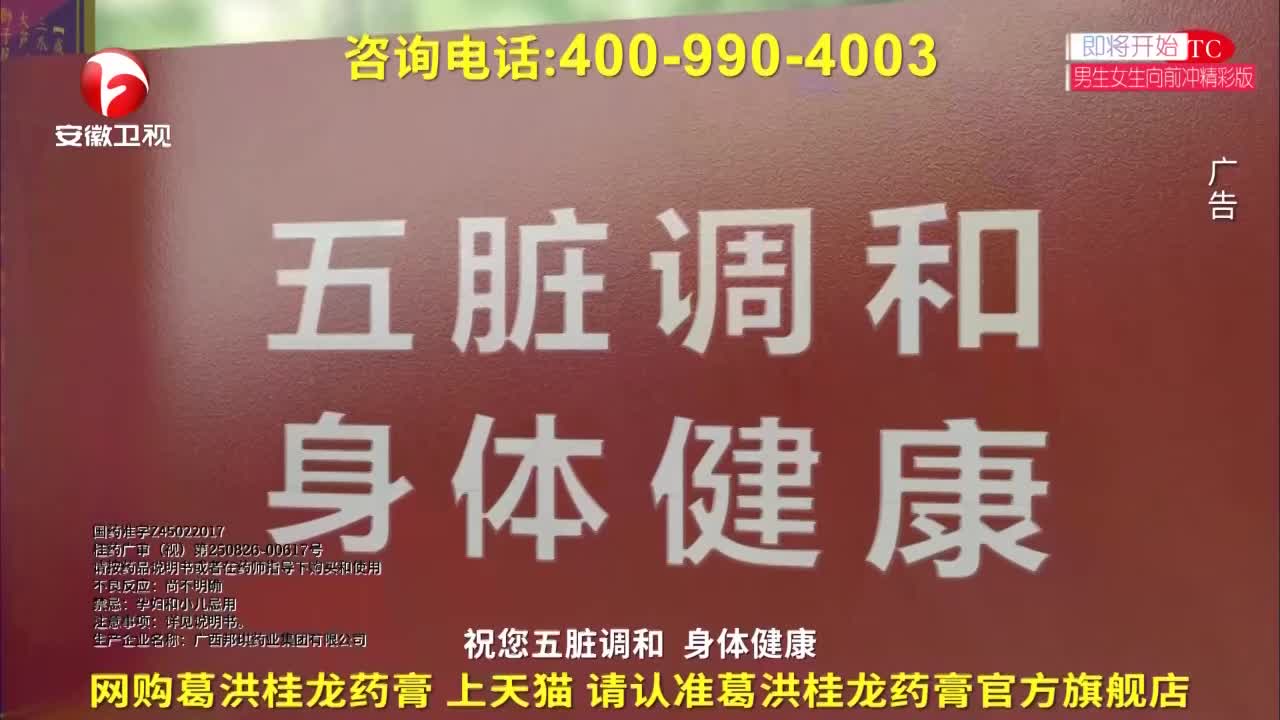 咨询电话:400-990-4003
即将开始 TC
男生女生向前冲精彩版
安徽卫视
广告
五脏调和
身体健康
国药准字Z45022017
桂药广审（视）第250826-00617号
请按药品说明书或者在药师指导下购买和使用
不良反应：尚不明确
禁忌：孕妇和小儿忌用
注意事项：详见说明书。
生产企业名称：广西邦琪药业集团有限公司
祝您五脏调和 身体健康
网购葛洪桂龙药膏 上天猫 请认准葛洪桂龙药膏官方旗舰店